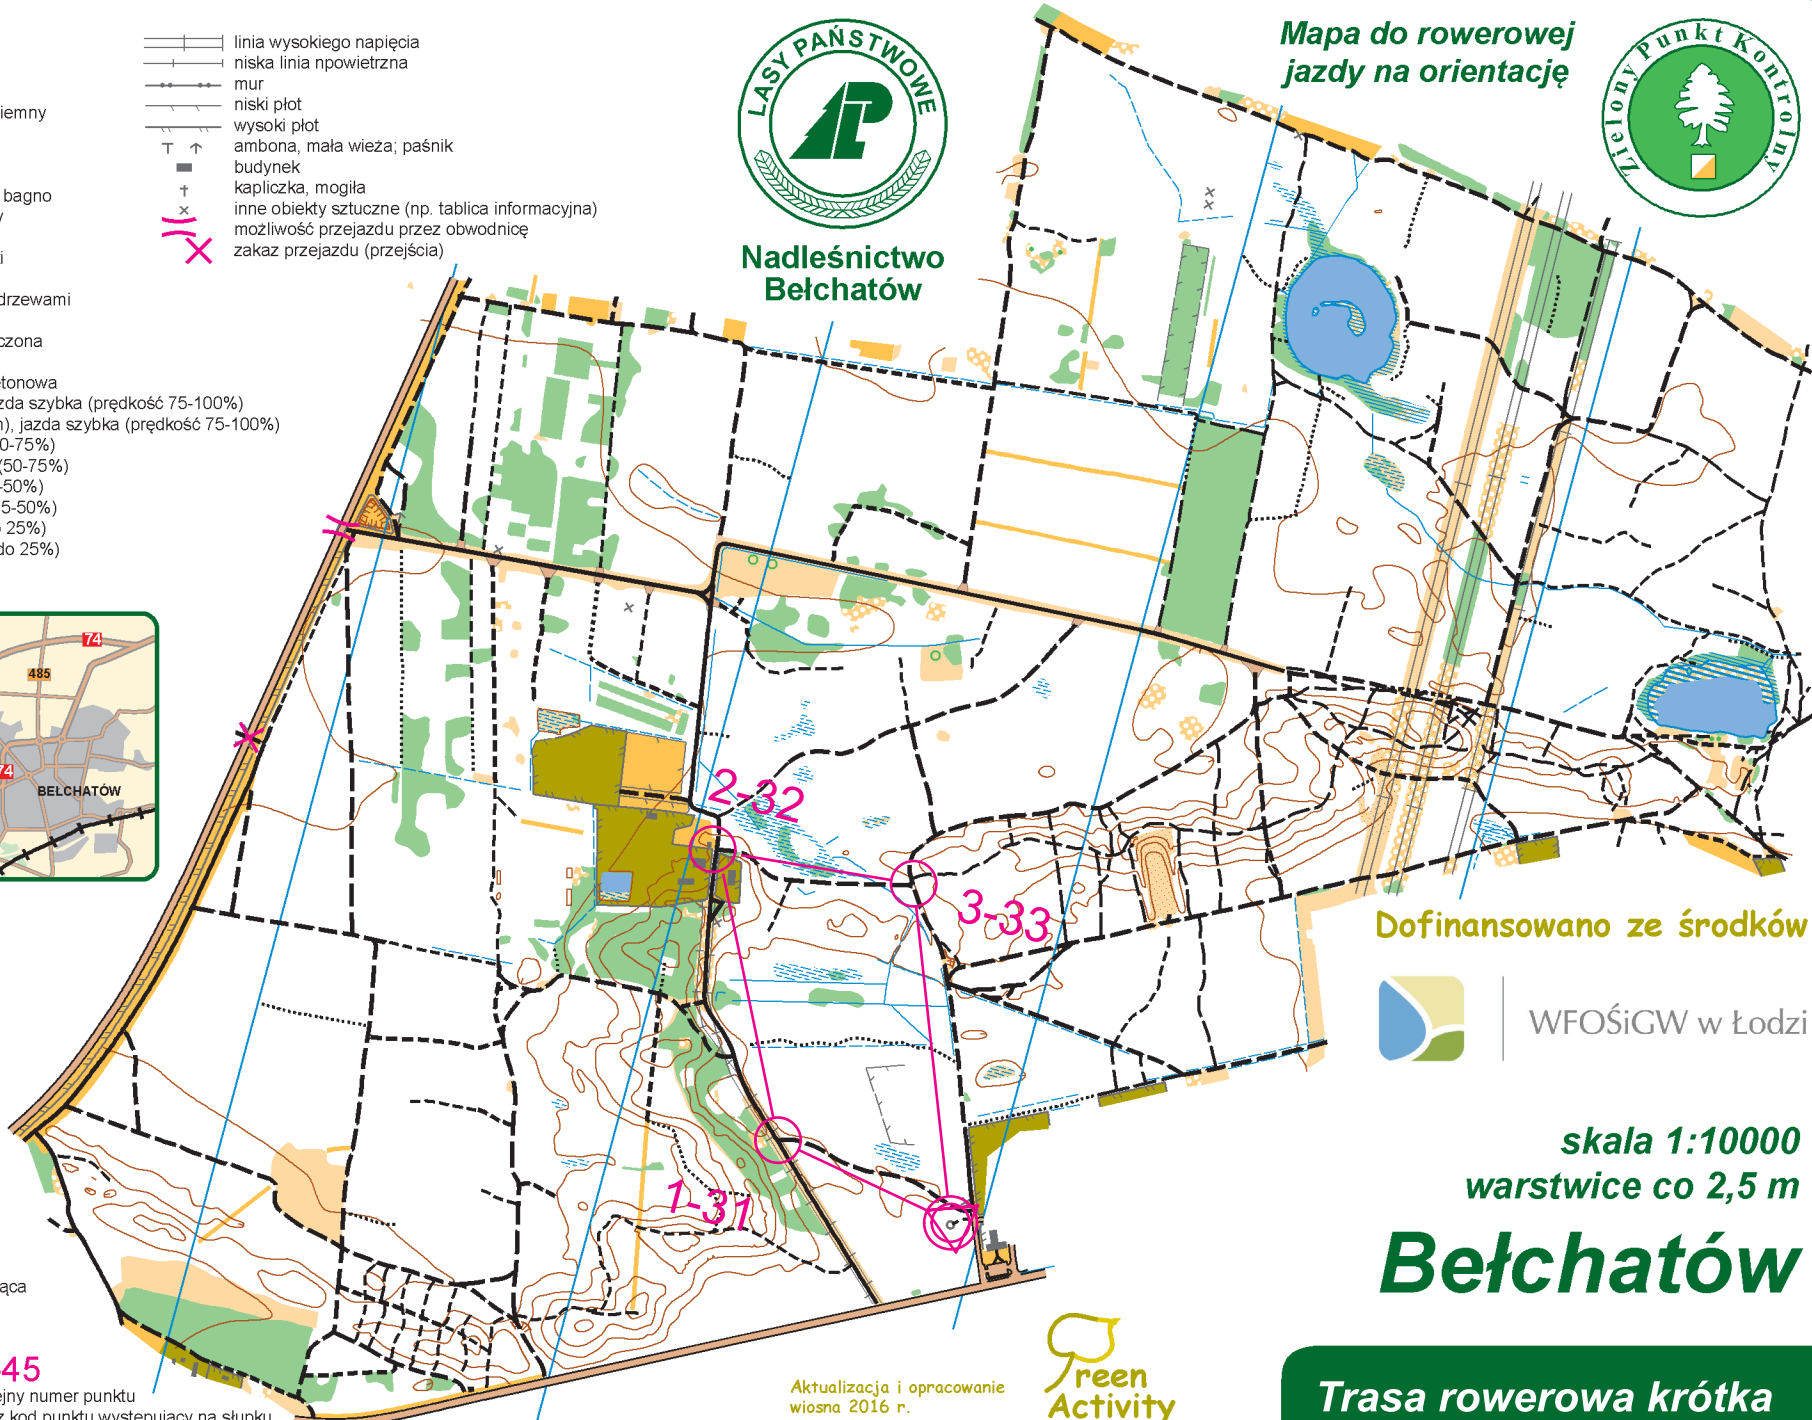 linia wysokiego napięcia
niska linia npowietrzna
mur
niski płot
wysoki płot
ambona, mała wieża; paśnik
budynek
kapliczka, mogiła
inne obiekty sztuczne (np. tablica informacyjna)
możliwość przejazdu przez obwodnicę
zakaz przejazdu (przejścia)
iemny
bagno
drzewami
czona
etonowa
zda szybka (prędkość 75-100%)
n), jazda szybka (prędkość 75-100%)
0-75%)
(50-75%)
-50%)
5-50%)
25%)
do 25%)
LASY PAŃSTWOWE
Nadleśnictwo
Bełchatów
Mapa do rowerowej
jazdy na orientację
Zielony Punkt Kontrolny
74
485
74
BEŁCHATÓW
2-32
3-33
1-31
Dofinansowano ze środków
WFOŚiGW w Łodzi
skala 1:10000
warstwice co 2,5 m
Bełchatów
Trasa rowerowa krótka
Aktualizacja i opracowanie
wiosna 2016 r.
Green
Activity
ąca
45
ejny numer punktu
z kod punktu występujący na słupku